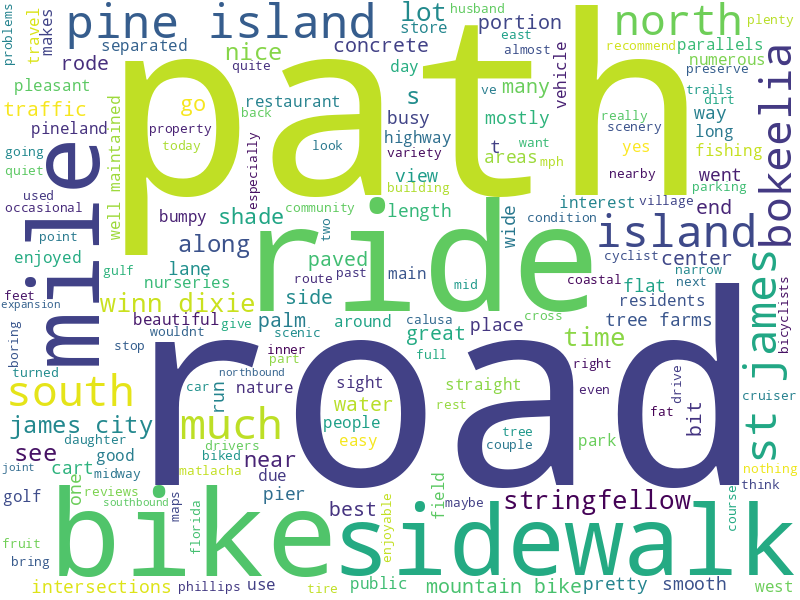 problems
travel
makes
pine island
separated
rode
nice
lot
store
husband
concrete
portion
east
almost
north
recommend
plenty
parallels
numerous
preserve
trails
dirt
bokeelia
vehicle
path
pleasant
traffic
pineland
going
quiet
used
occasional
well maintained
mile
quite
day
s
many
go
restaurant
back
property
today
look
especially
busy
highway
variety
ve
mostly
t
areas
mph
view
building
really
want
scenery
yes
nearby
way
long
fishing
parking
went
village
interest
end
bumpy
shade
community
length
wide
condition
island
point
enjoyed
gulf
feet
expansion
along
lane
nurseries
ride
paved
two
route
past
main
mid
coastal
cyclist
center
flat
narrow
residents
next
tree farms
st james
bicyclists
boring
winn dixie
side
beautiful
wouldnt
give
palm
scenic
around
calusa
great
place
cross
time
turned
stop
northbound
inner
part
full
road
right
drive
cruiser
south
much
car
run
nature
sight
water
people
easy
straight
rest
even
fat
bit
james city
daughter
good
drivers
biked
matlacha
tree
couple
park
nothing
think
see
cart
midway
near
due
joint
golf
one
reviews
southbound
maps
pier
best
field
maybe
stringfellow
course
florida
enjoyable
bike
sidewalk
fruit
bring
intersections
phillips
use
tire
public
mountain bike
pretty
smooth
west